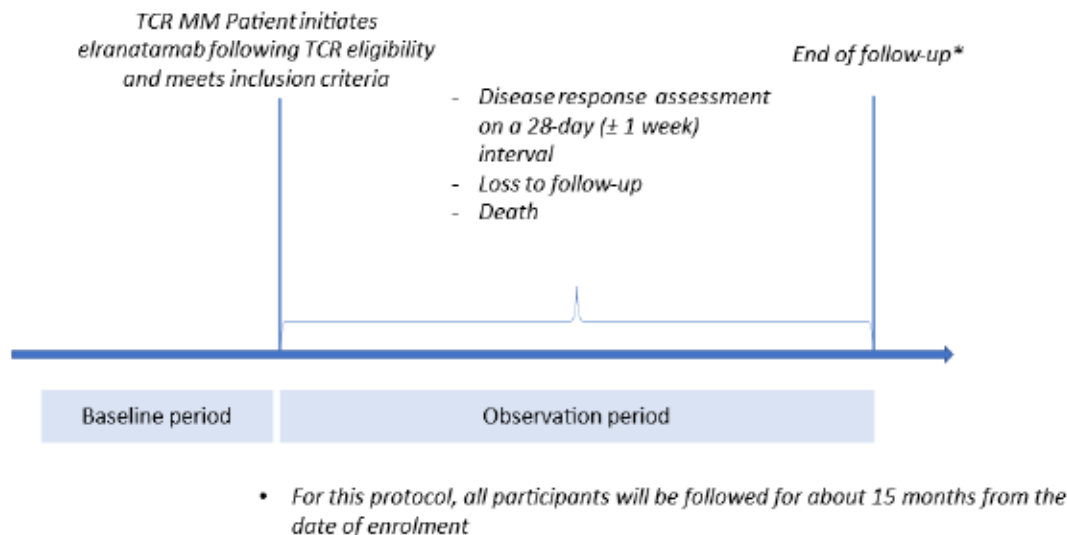 TCR MM Patient initiates
elranatamab following TCR eligibility
and meets inclusion criteria
End of follow-up*
- Disease response assessment
on a 28-day (± 1 week)
interval
- Loss to follow-up
- Death
Baseline period
Observation period
• For this protocol, all participants will be followed for about 15 months from the
date of enrolment